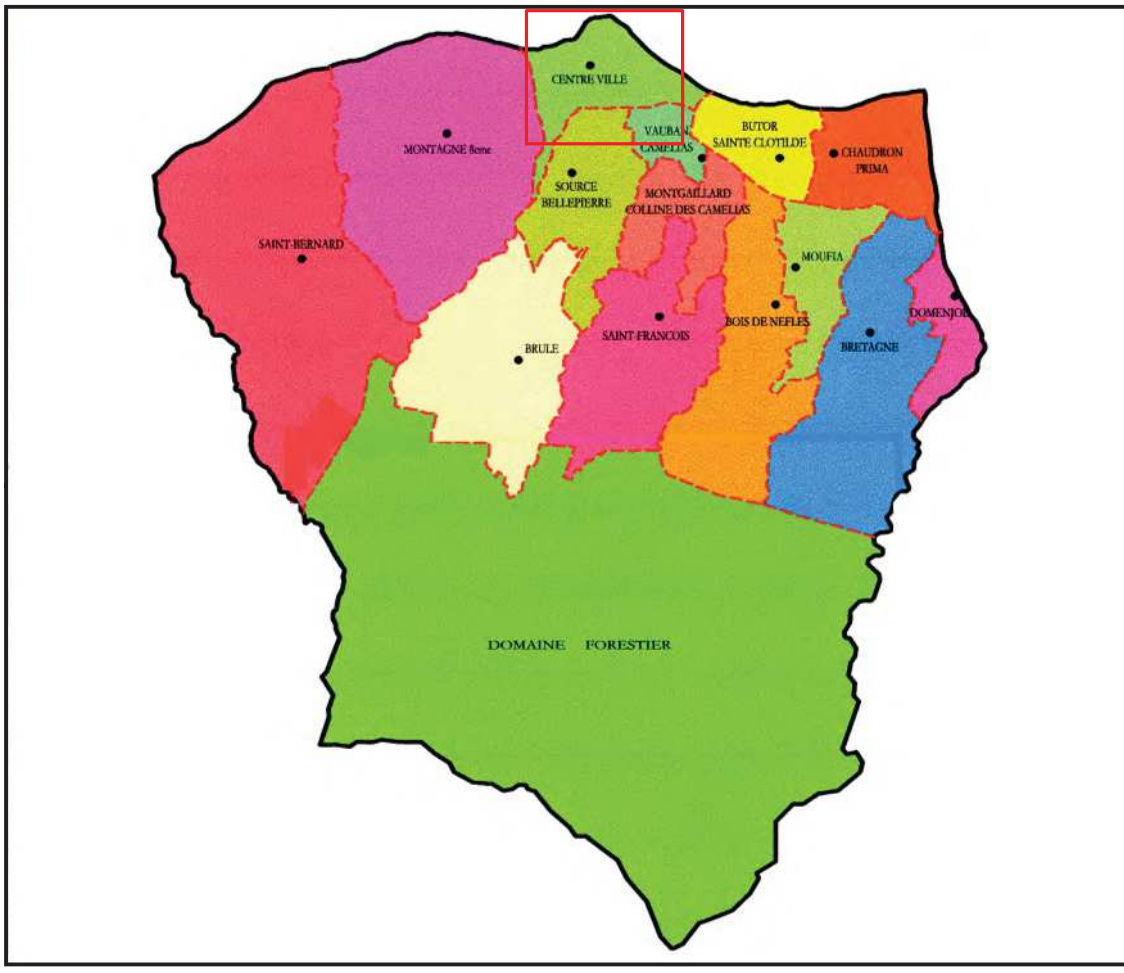 CENTRE VILLE
VAUBAN
CAMELIAS
BUTOR
SAINTE CLOTILDE
MONTAGNE 8eme
CHAUDRON
PRIMA
SOURCE
BELLEPIERRE
MONTGAILLARD
COLLINE DES CAMELIAS
SAINT-BERNARD
MOUFIA
DOMENJOD
SAINT-FRANCOIS
BOIS DE NEFLES
BRULE
BRETAGNE
DOMAINE FORESTIER